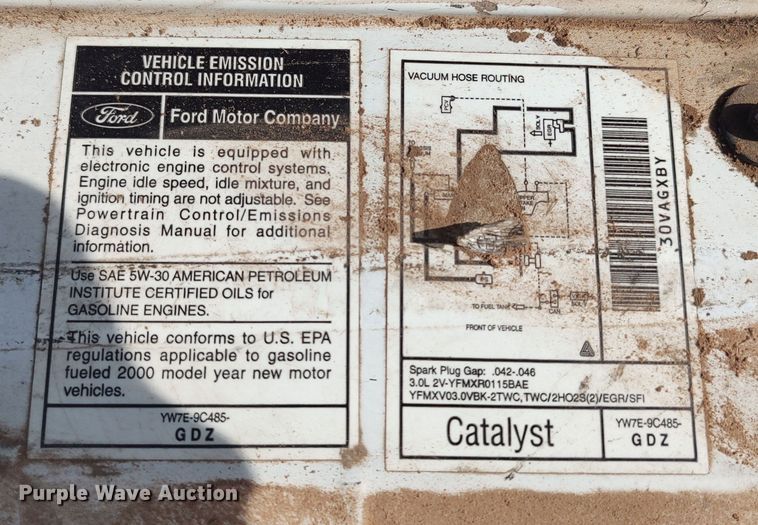 VEHICLE EMISSION
CONTROL INFORMATION
Ford
Ford Motor Company
This vehicle is equipped with
electronic engine control systems.
Engine idle speed, idle mixture, and
ignition timing are not adjustable. See
Powertrain Control/Emissions
Diagnosis Manual for additional
information.
Use SAE 5W-30 AMERICAN PETROLEUM
INSTITUTE CERTIFIED OILS for
GASOLINE ENGINES.
This vehicle conforms to U.S. EPA
regulations applicable to gasoline
fueled 2000 model year new motor
vehicles.
YW7E-9C485-
GDZ
VACUUM HOSE ROUTING
PCV
SOLV
EGR
TO FUEL TANK
CAN
SOLV
FRONT OF VEHICLE
30VAGXBY
Spark Plug Gap: .042-.046
3.0L 2V-YFMXR0115BAE
YFMXV03.0VBK-2TWC,TWC/2HO2S(2)/EGR/SFI
Catalyst
YW7E-9C485-
GDZ
Purple Wave Auction